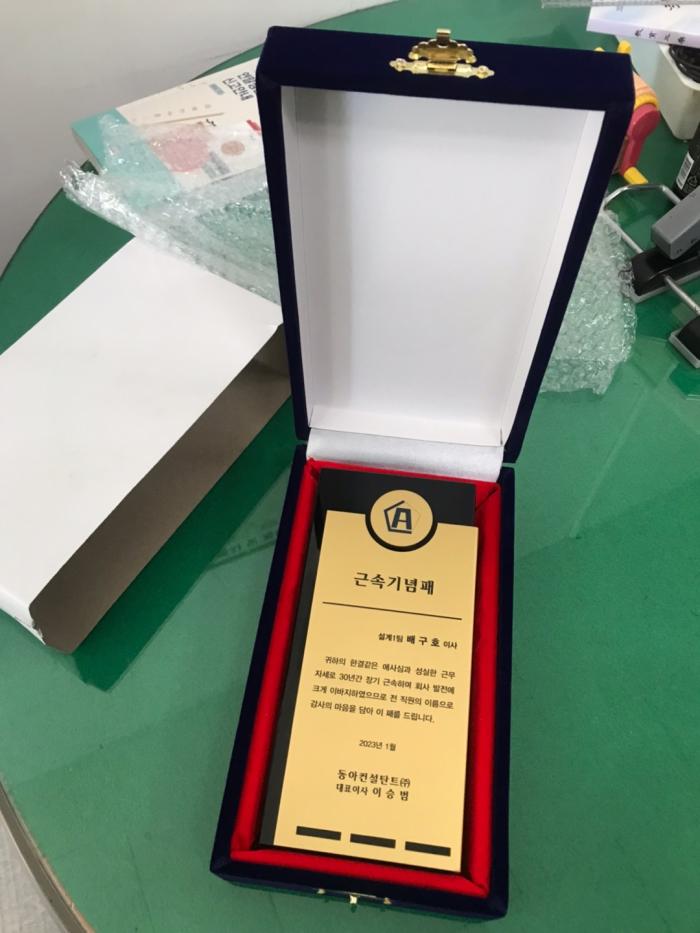 A
근속기념패
설계1팀 배 구 호 이사
귀하의 한결같은 애사심과 성실한 근무
자세로 30년간 장기 근속하며 회사 발전에
크게 이바지하였으므로 전 직원의 이름으로
감사의 마음을 담아 이 패를 드립니다.
2023년 1월
동아컨설탄트㈜
대표이사 이 승 범